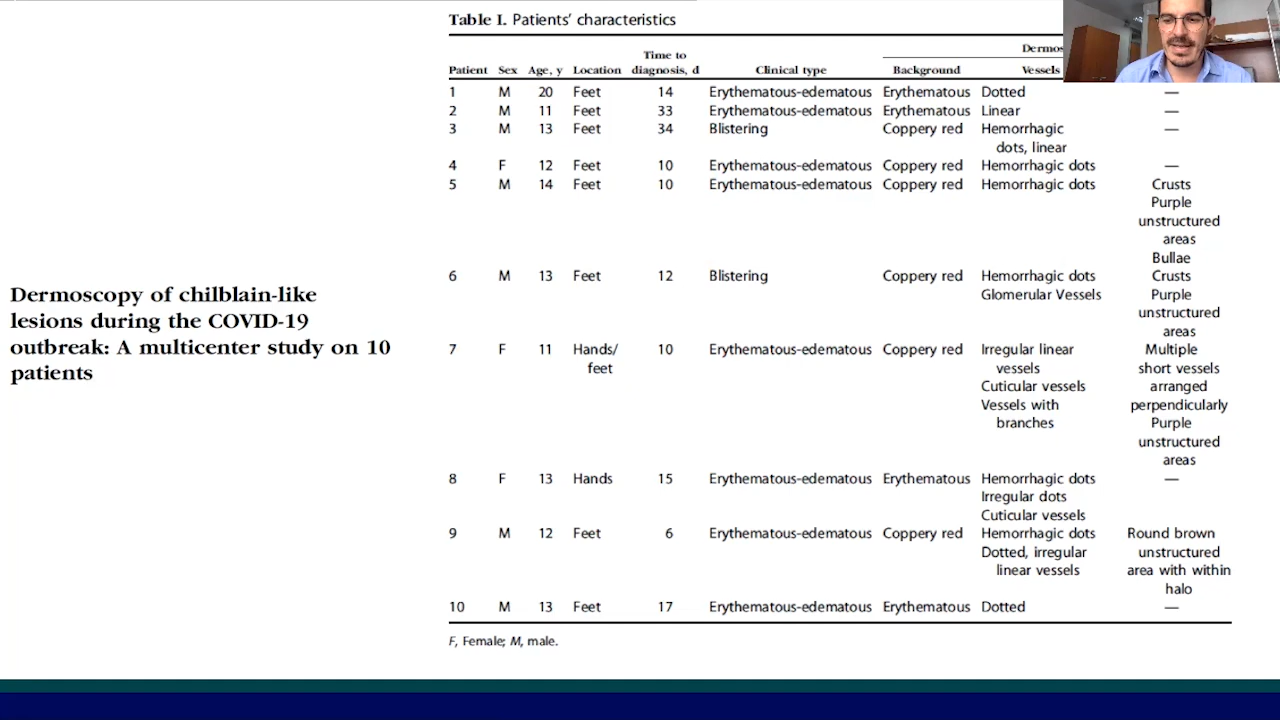 Dermoscopy of chilblain-like
lesions during the COVID-19
outbreak: A multicenter study on 10
patients
Table I. Patients' characteristics
Time to
Patient Sex Age, y Location diagnosis, d Clinical type Background Vessels
1 M 20 Feet 14 Erythematous-edematous Erythematous Dotted —
2 M 11 Feet 33 Erythematous-edematous Erythematous Linear —
3 M 13 Feet 34 Blistering Coppery red Hemorrhagic —
dots, linear
4 F 12 Feet 10 Erythematous-edematous Coppery red Hemorrhagic dots —
5 M 14 Feet 10 Erythematous-edematous Coppery red Hemorrhagic dots Crusts
Purple
unstructured
areas
Bullae
6 M 13 Feet 12 Blistering Coppery red Hemorrhagic dots Crusts
Glomerular Vessels Purple
unstructured
areas
7 F 11 Hands/ 10 Erythematous-edematous Coppery red Irregular linear Multiple
feet vessels short vessels
Cuticular vessels arranged
Vessels with perpendicularly
branches Purple
unstructured
areas
8 F 13 Hands 15 Erythematous-edematous Erythematous Hemorrhagic dots —
Irregular dots
Cuticular vessels
9 M 12 Feet 6 Erythematous-edematous Coppery red Hemorrhagic dots Round brown
Dotted, irregular unstructured
linear vessels area with within
halo
10 M 13 Feet 17 Erythematous-edematous Erythematous Dotted —
F, Female; M, male.